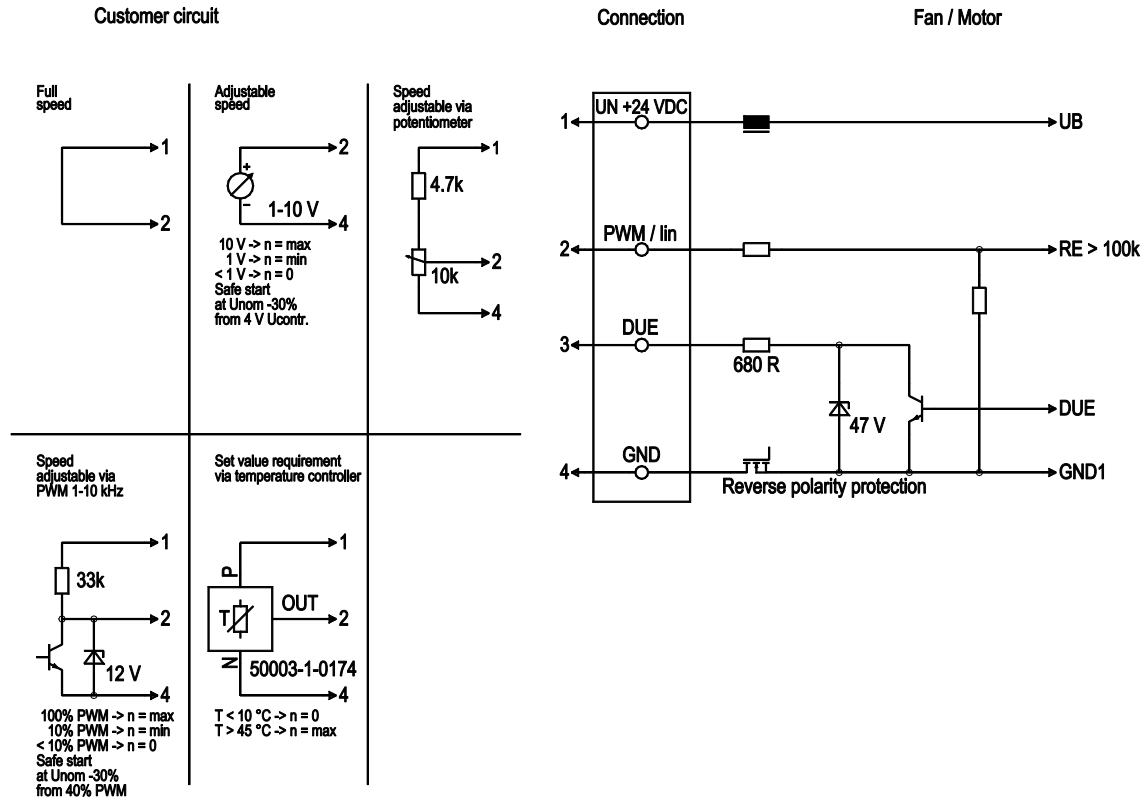 Customer circuit
Connection
Fan / Motor
Full
speed
1
2
Adjustable
speed
2
+
−
1-10 V
4
10 V -> n = max
1 V -> n = min
< 1 V -> n = 0
Safe start
at Unom -30%
from 4 V Ucontr.
Speed
adjustable via
potentiometer
1
4.7k
2
10k
4
Speed
adjustable via
PWM 1-10 kHz
1
33k
2
12 V
4
100% PWM -> n = max
10% PWM -> n = min
< 10% PWM -> n = 0
Safe start
at Unom -30%
from 40% PWM
Set value requirement
via temperature controller
1
P
T
OUT
2
N
50003-1-0174
4
T < 10 °C -> n = 0
T > 45 °C -> n = max
UN +24 VDC
1
UB
PWM / lin
2
RE > 100k
DUE
3
680 R
47 V
DUE
GND
4
GND1
Reverse polarity protection